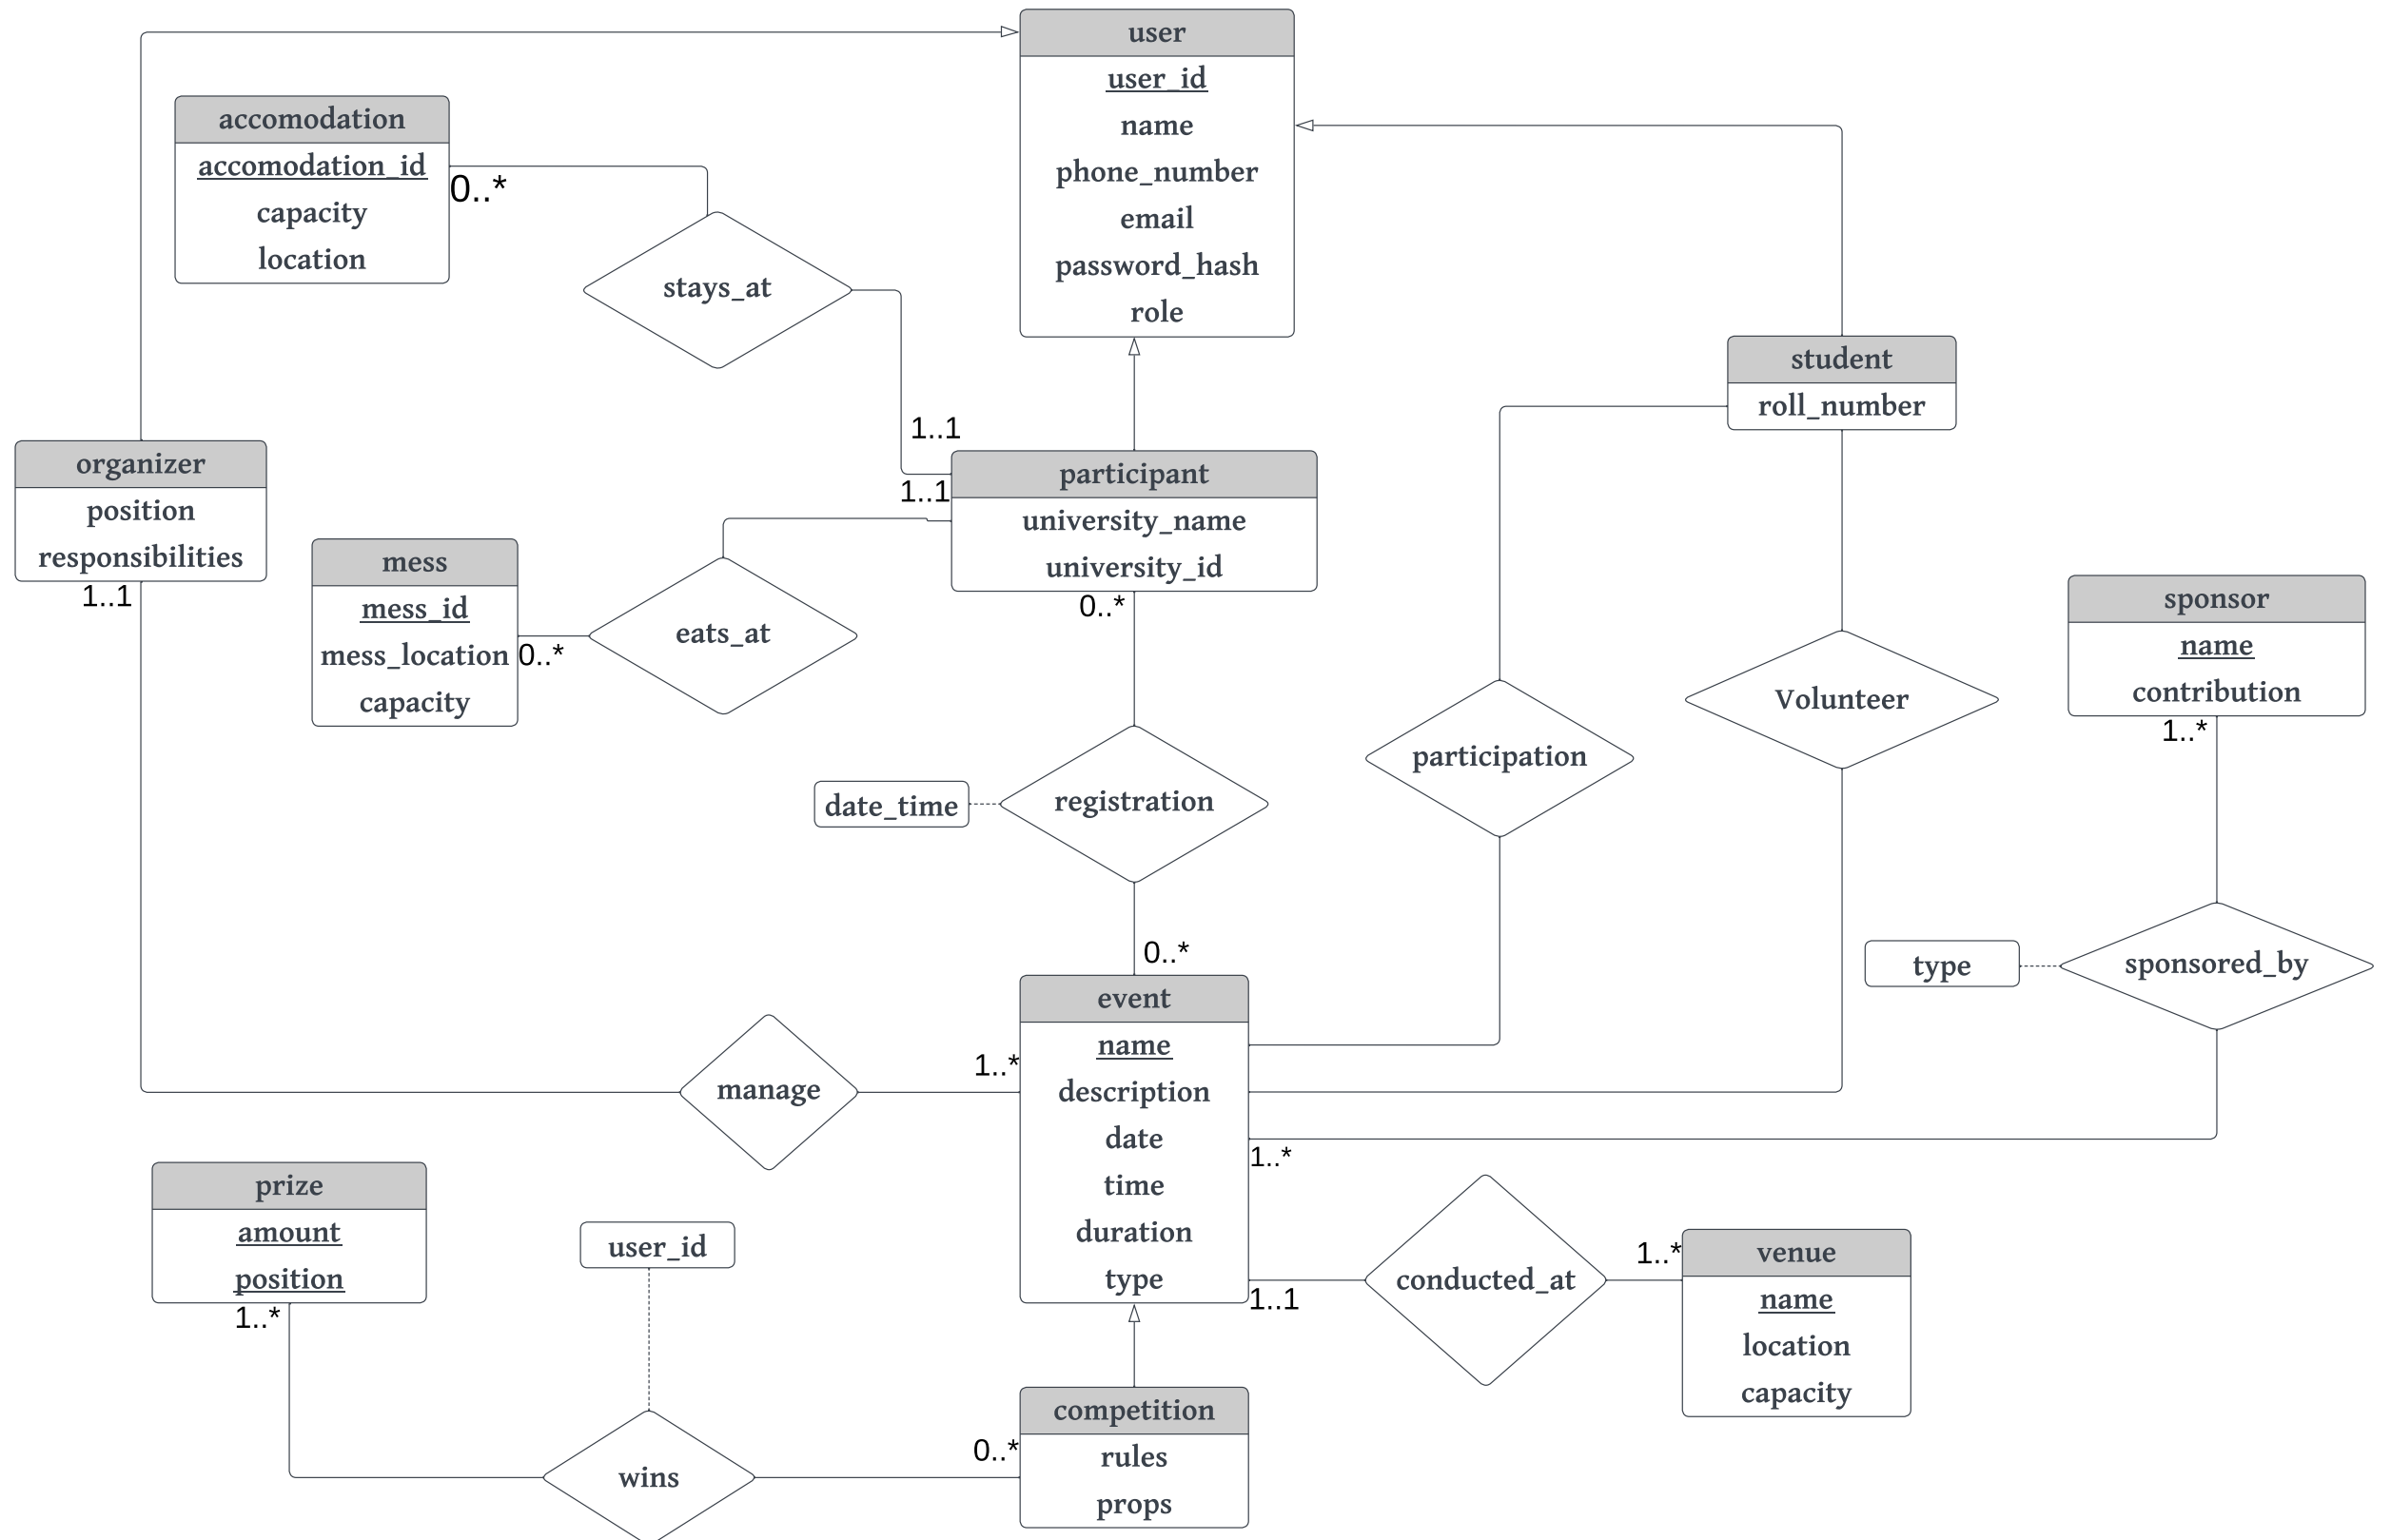 user
user_id
name
phone_number
email
password_hash
role
accomodation
accomodation_id
capacity
location
0..*
stays_at
student
roll_number
organizer
position
responsibilities
1..1
1..1
participant
university_name
university_id
1..1
0..*
mess
mess_id
mess_location
capacity
0..*
eats_at
sponsor
name
contribution
1..*
Volunteer
participation
date_time
registration
0..*
type
sponsored_by
event
name
description
date
time
duration
type
manage
1..*
1..*
1..1
prize
amount
position
1..*
user_id
conducted_at
1..*
venue
name
location
capacity
competition
rules
props
0..*
wins